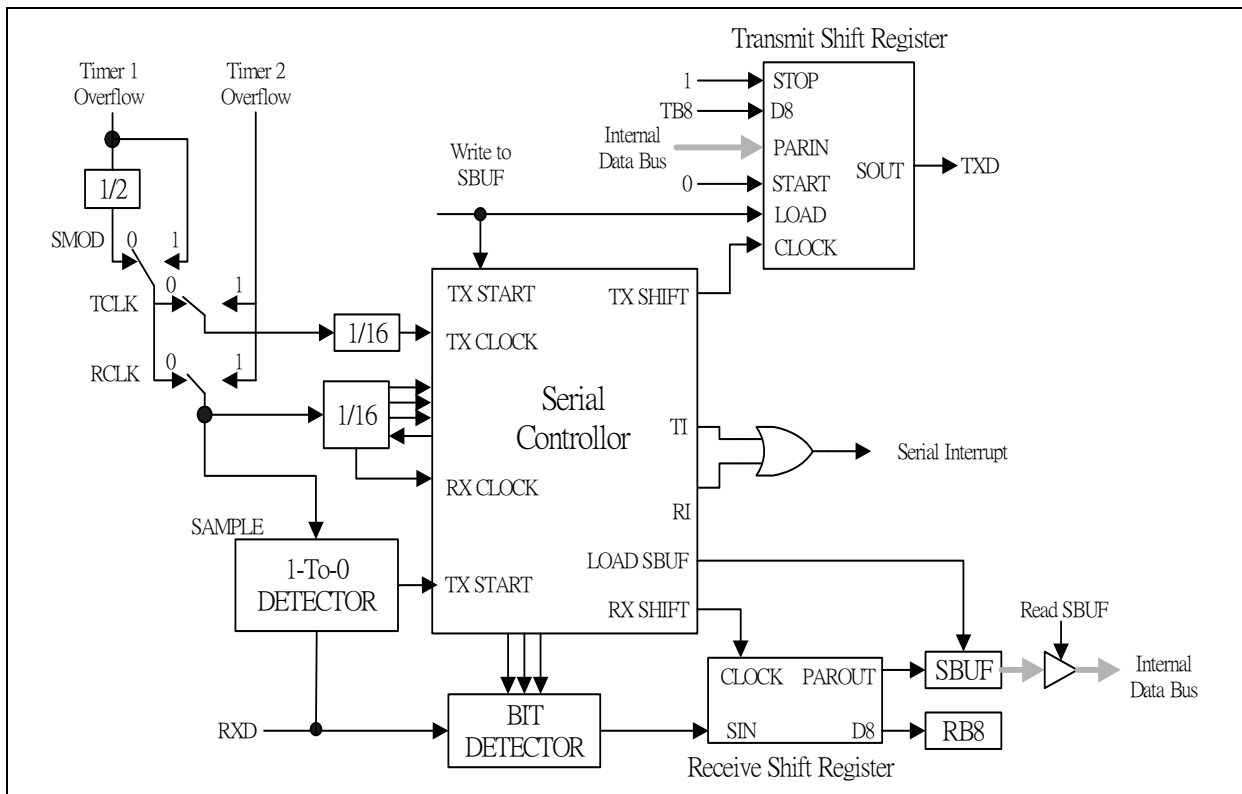 Transmit Shift Register
Timer 1
Overflow
Timer 2
Overflow
1
STOP
TB8
D8
Internal
Data Bus
PARIN
SOUT
TXD
0
START
LOAD
CLOCK
Write to
SBUF
1/2
SMOD
0
1
TCLK
0
1
RCLK
0
1
1/16
1/16
TX START
TX SHIFT
TX CLOCK
Serial
Controllor
TI
Serial Interrupt
RX CLOCK
RI
SAMPLE
1-To-0
DETECTOR
TX START
LOAD SBUF
RX SHIFT
Read SBUF
CLOCK
PAROUT
SBUF
Internal
Data Bus
RXD
BIT
DETECTOR
SIN
D8
RB8
Receive Shift Register